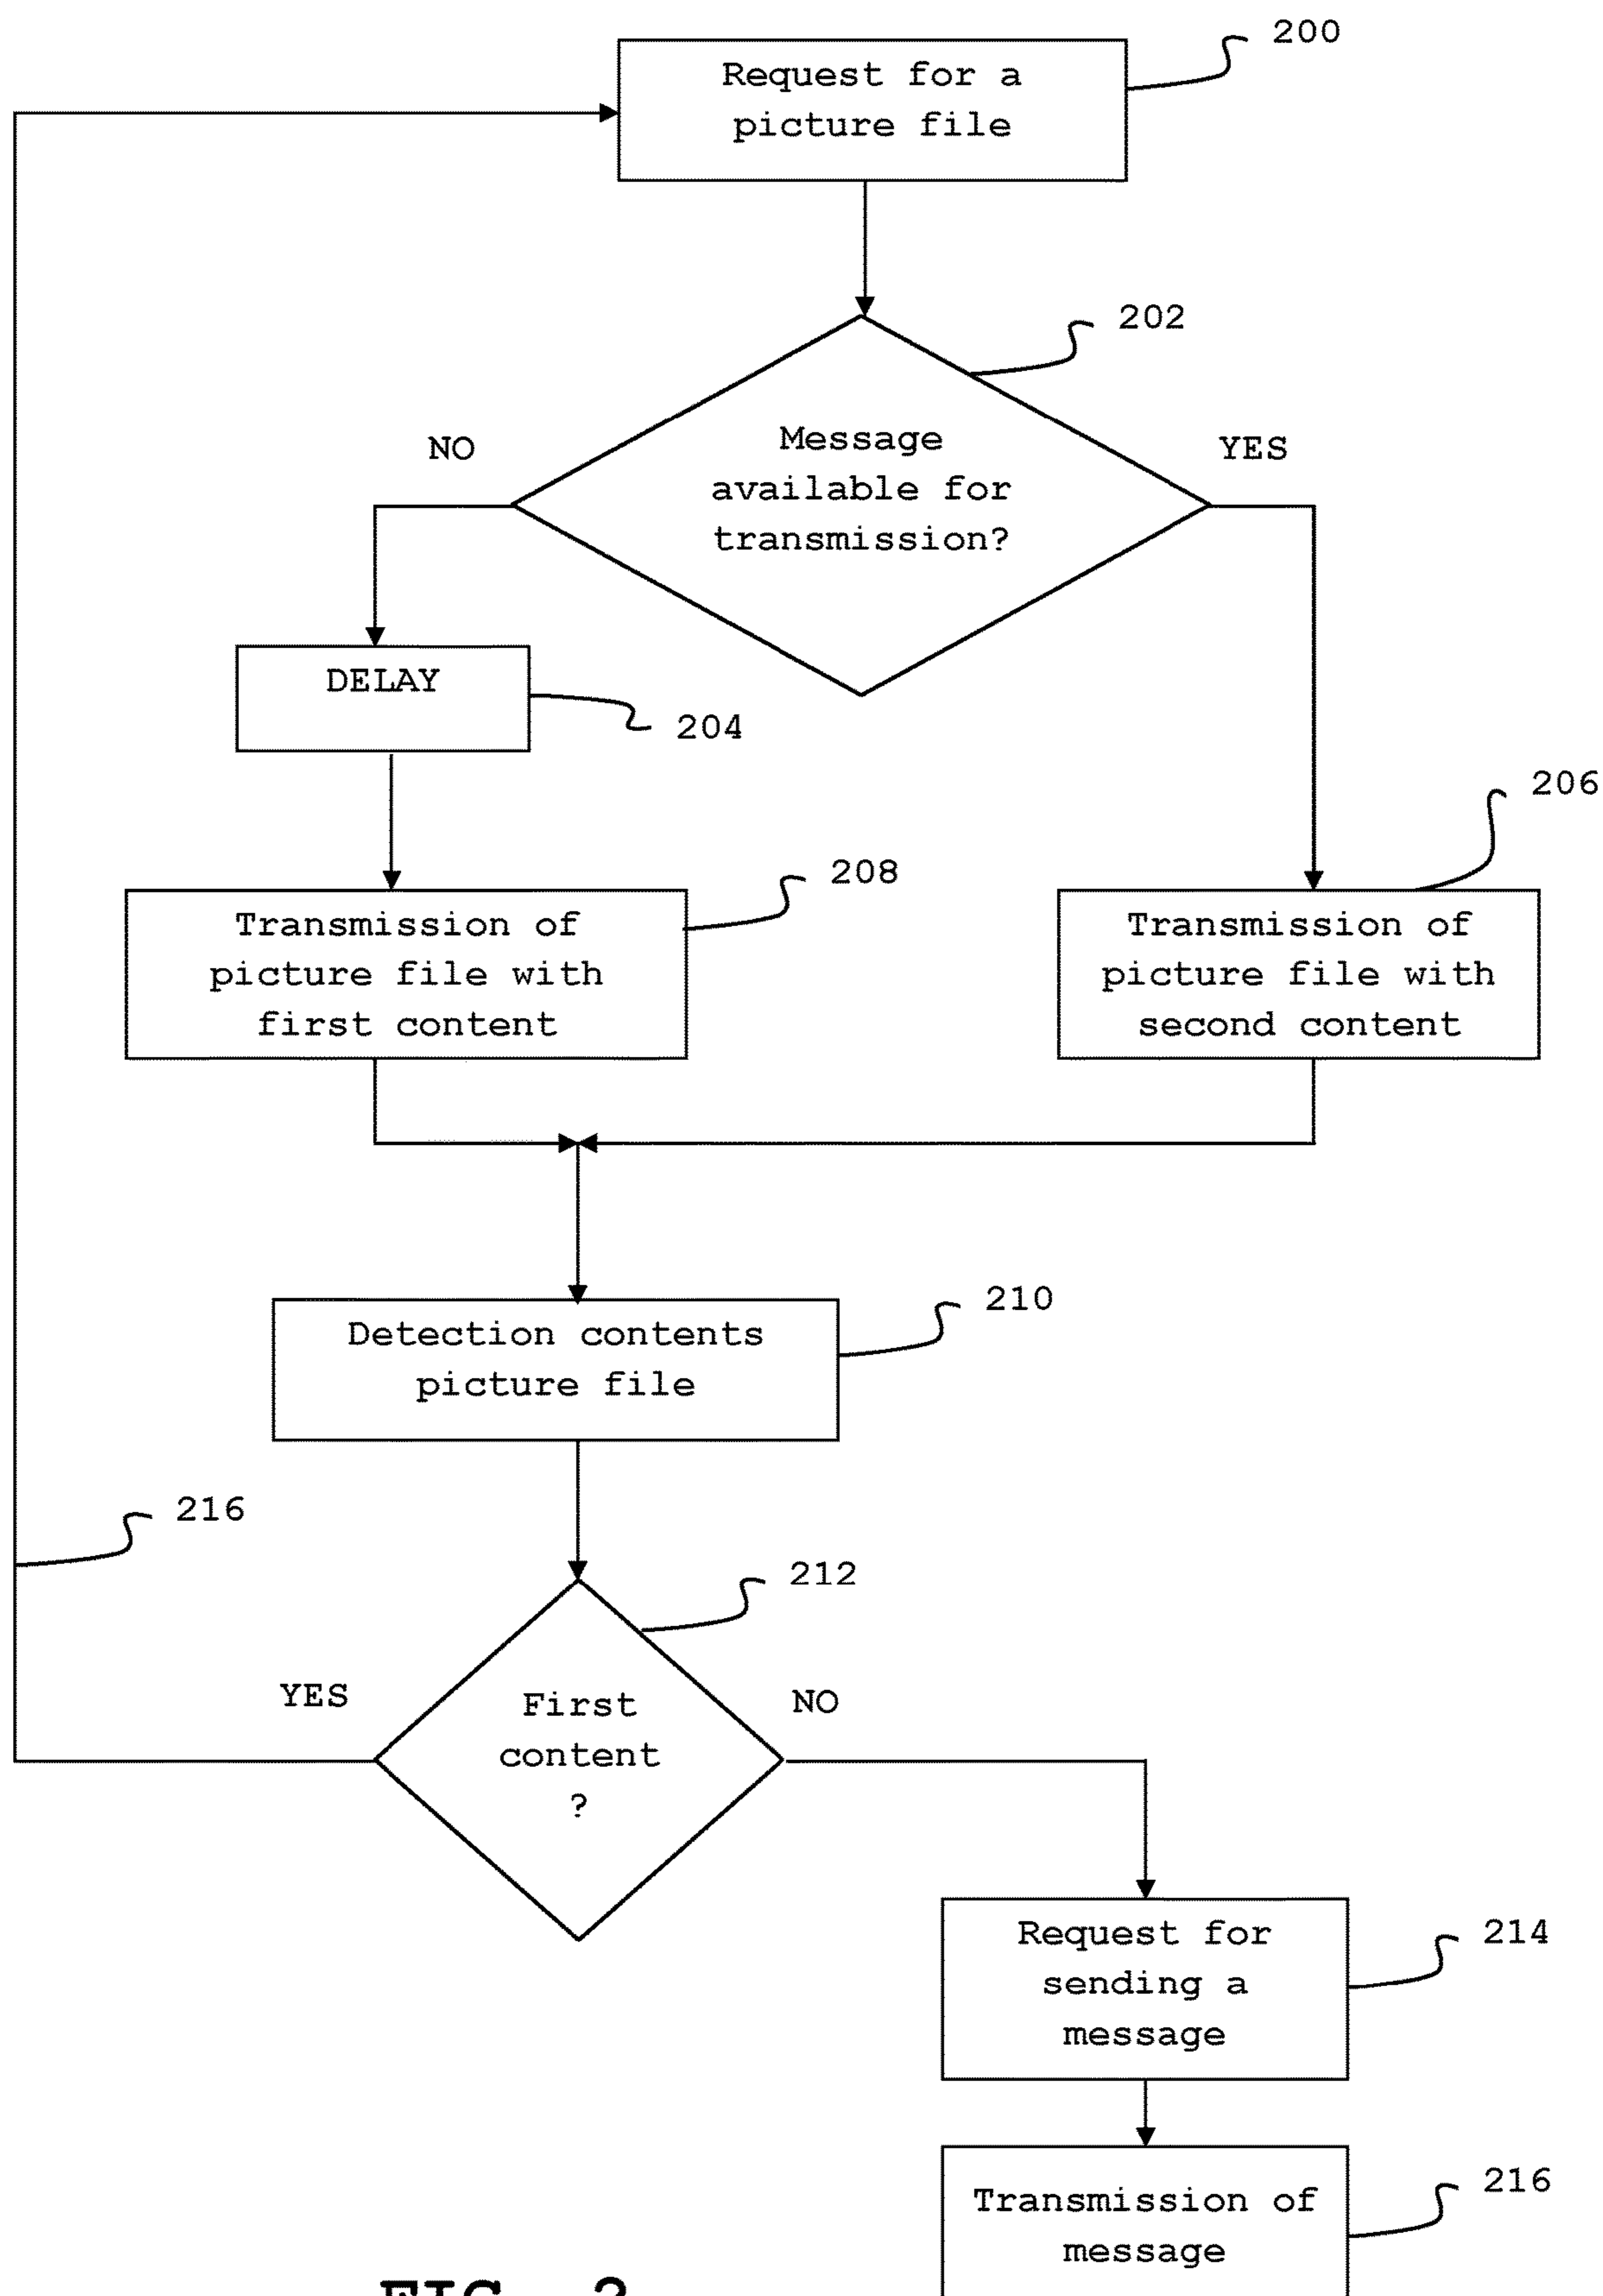 200
Request for a
picture file
202
Message
available for
transmission?
NO
YES
DELAY
204
206
208
Transmission of
picture file with
first content
Transmission of
picture file with
second content
210
Detection contents
picture file
216
212
YES
First
content
?
NO
214
Request for
sending a
message
216
Transmission of
message
FIG.